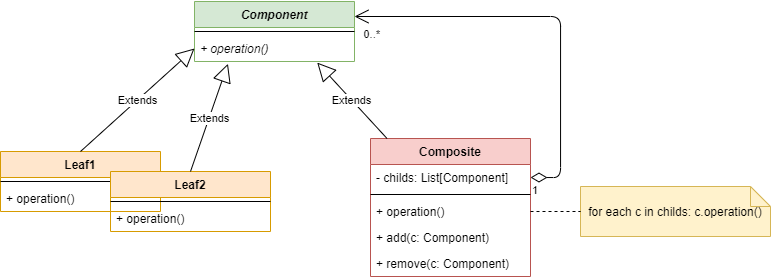 Component
+ operation()
0..*
Extends
Extends
Extends
Leaf1
+ operation()
Leaf2
+ operation()
Composite
- childs: List[Component]
1
+ operation()
+ add(c: Component)
+ remove(c: Component)
for each c in childs: c.operation()